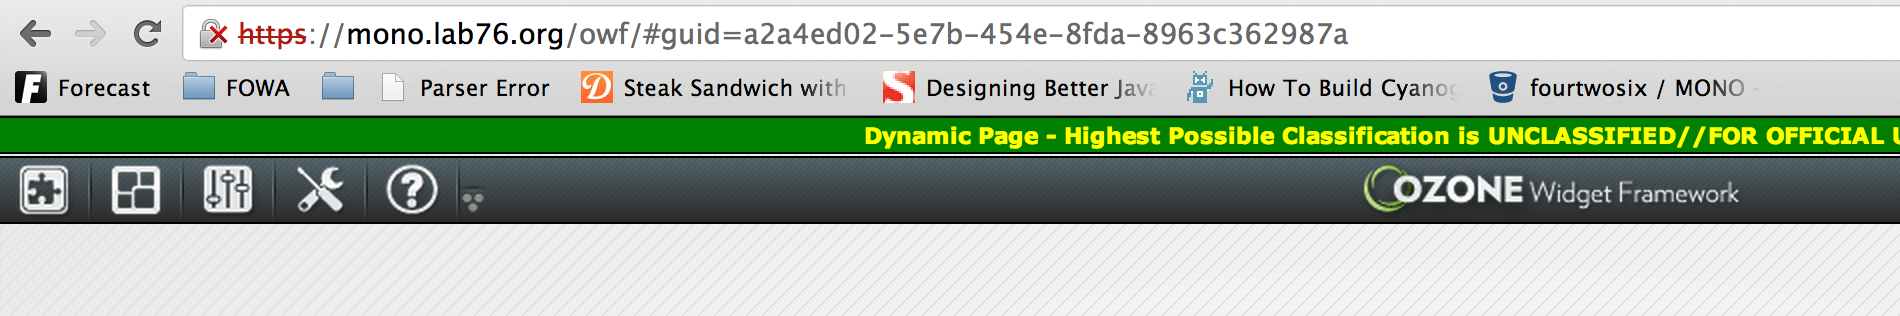 https://mono.lab76.org/owf/#guid=a2a4ed02-5e7b-454e-8fda-8963c362987a
Forecast FOWA Parser Error Steak Sandwich with Designing Better Java How To Build Cyanog fourtwosix / MONO -
Dynamic Page - Highest Possible Classification is UNCLASSIFIED//FOR OFFICIAL U
OZONE Widget Framework